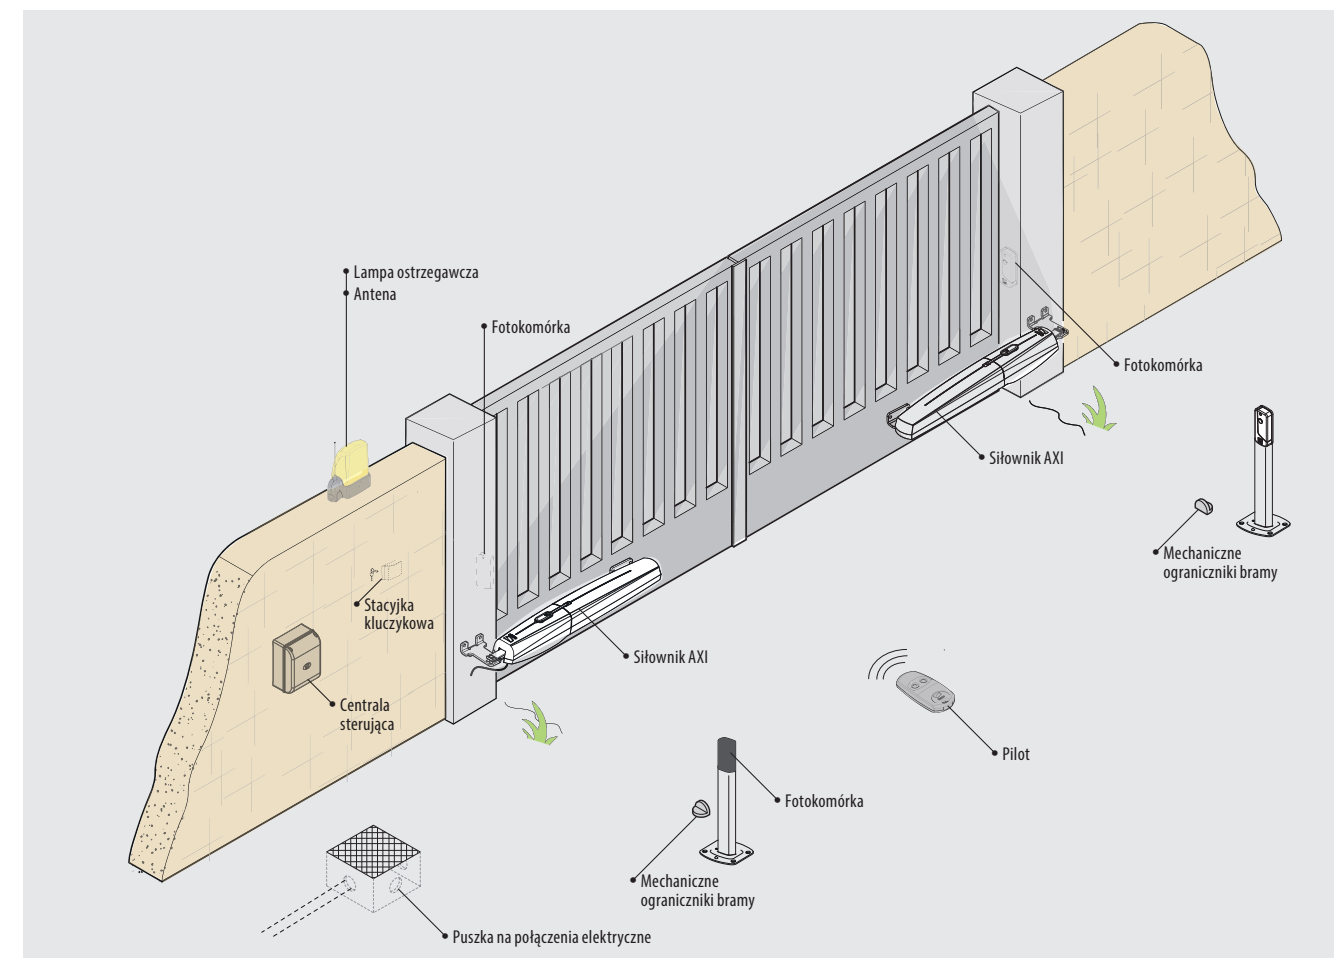 Lampa ostrzegawcza
Antena
Fotokomórka
Fotokomórka
Siłownik AXI
Mechaniczne
ograniczniki bramy
Stacyjka
kluczykowa
Siłownik AXI
Centrala
sterująca
Pilot
Fotokomórka
Mechaniczne
ograniczniki bramy
Puszka na połączenia elektryczne